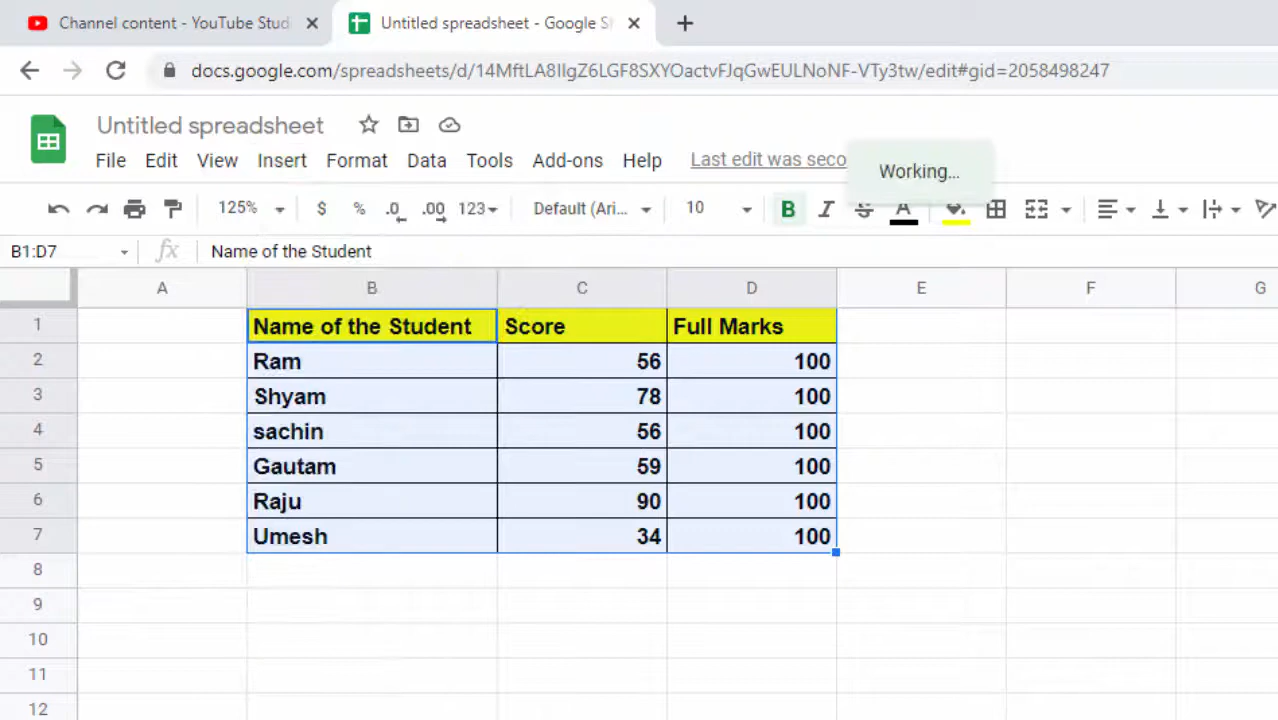 Channel content - YouTube Stud
Untitled spreadsheet - Google Sh
docs.google.com/spreadsheets/d/14MftLA8IIgZ6LGF8SXYOactvFJqGwEULNoNF-VTy3tw/edit#gid=2058498247
Untitled spreadsheet
File Edit View Insert Format Data Tools Add-ons Help Last edit was seco
Working...
125% $ % .0 .00 123 Default (Ari... 10 B I S A
B1:D7 fx Name of the Student
A B C D E F G
1 Name of the Student Score Full Marks
2 Ram 56 100
3 Shyam 78 100
4 sachin 56 100
5 Gautam 59 100
6 Raju 90 100
7 Umesh 34 100
8
9
10
11
12